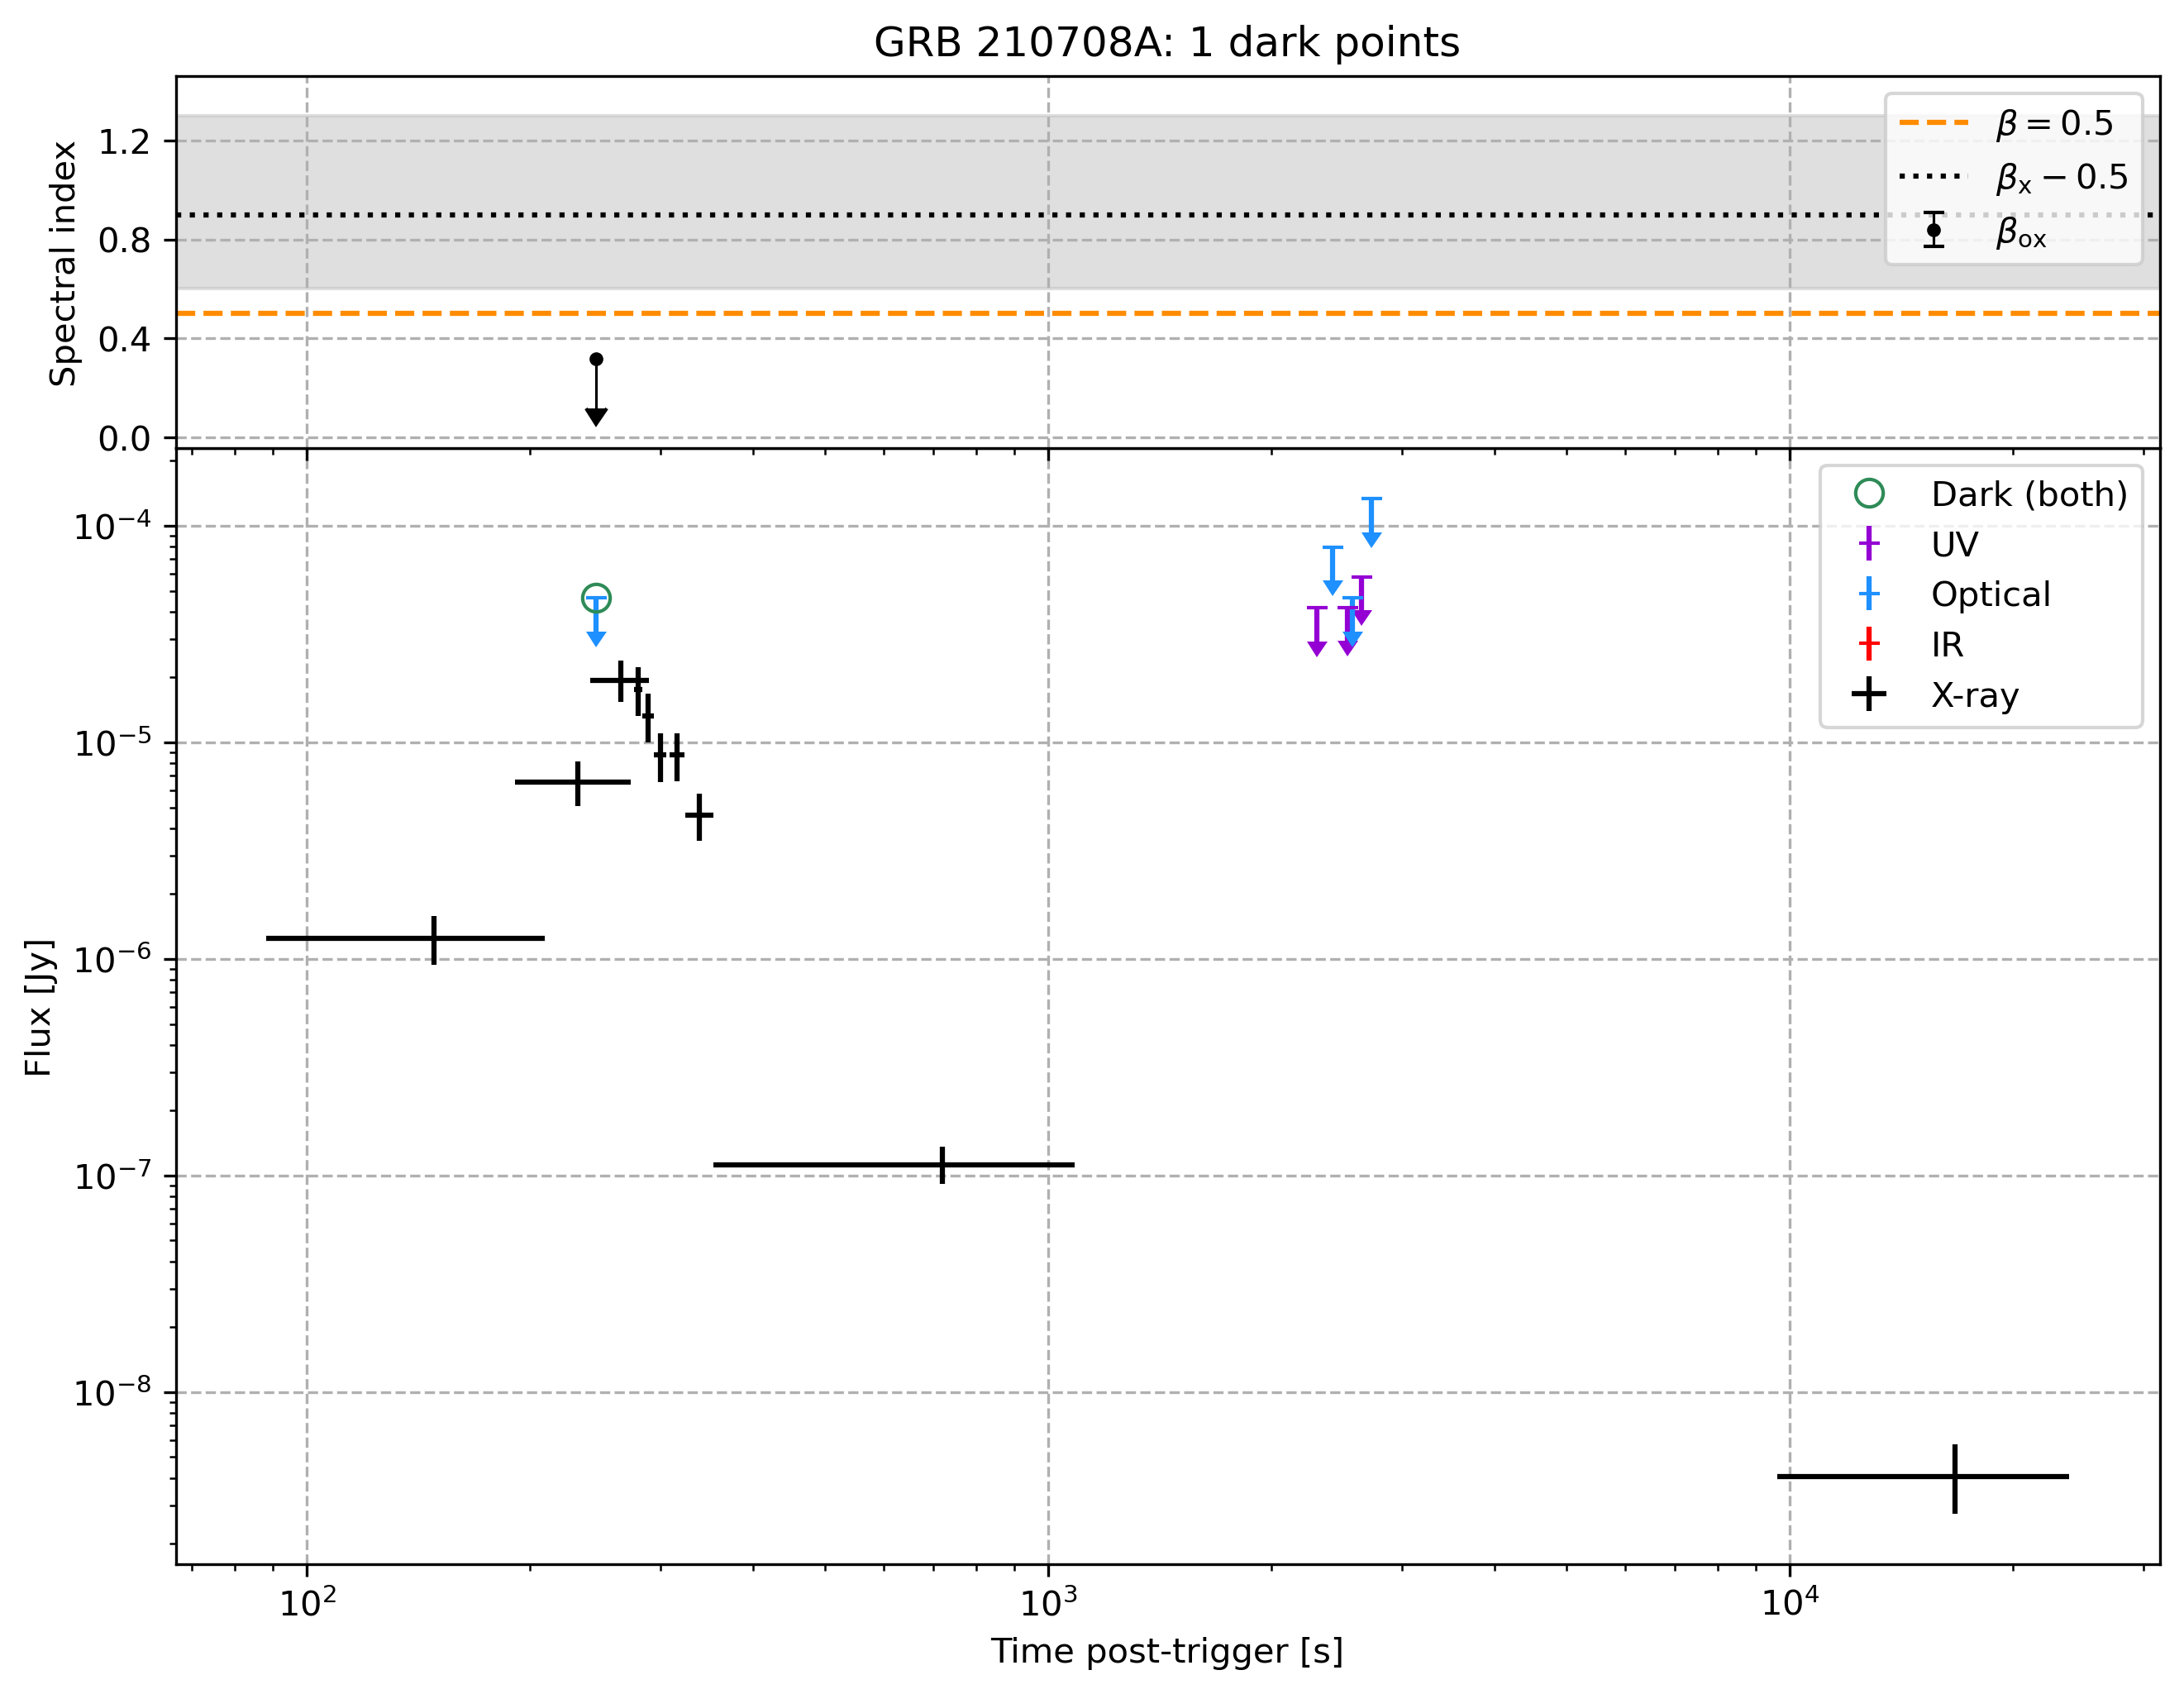 GRB 210708A: 1 dark points
Spectral index
1.2
0.8
0.4
0.0
β = 0.5
βₓ − 0.5
βₒₓ
Flux [Jy]
10⁻⁴
10⁻⁵
10⁻⁶
10⁻⁷
10⁻⁸
Dark (both)
UV
Optical
IR
X-ray
10²
10³
10⁴
Time post-trigger [s]